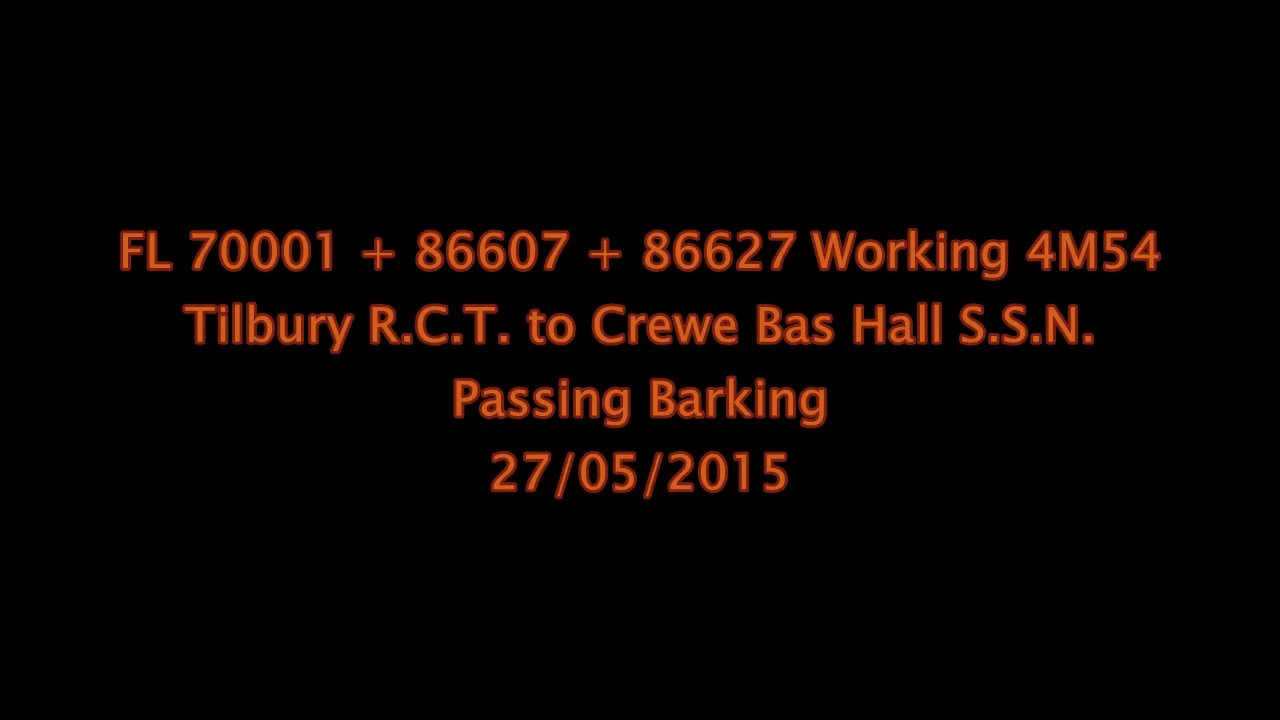 FL 70001 + 86607 + 86627 Working 4M54
Tilbury R.C.T. to Crewe Bas Hall S.S.N.
Passing Barking
27/05/2015